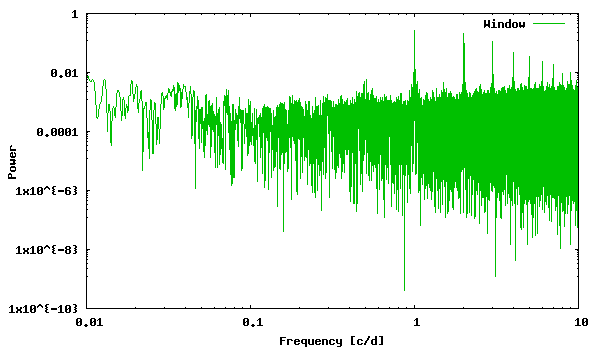 Window
1
0.01
0.0001
Power
1x10^{-6}
1x10^{-8}
1x10^{-10}
0.01
0.1
1
10
Frequency [c/d]